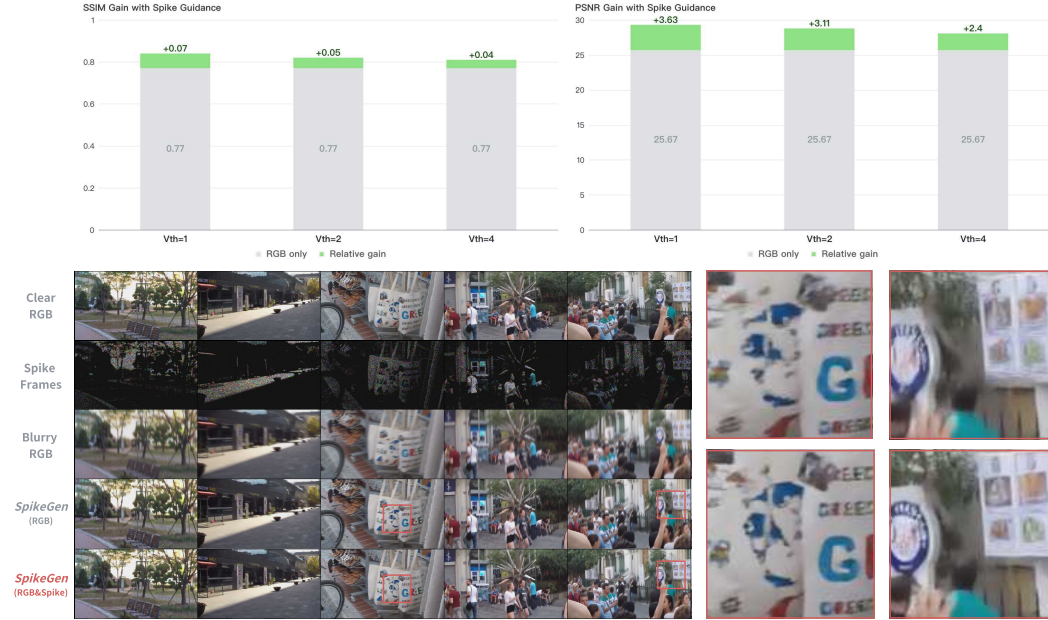 SSIM Gain with Spike Guidance
1
0.8
0.6
0.4
0.2
0
+0.07
+0.05
+0.04
0.77
0.77
0.77
Vth=1
Vth=2
Vth=4
RGB only
Relative gain
PSNR Gain with Spike Guidance
30
25
20
15
10
5
0
+3.63
+3.11
+2.4
25.67
25.67
25.67
Vth=1
Vth=2
Vth=4
RGB only
Relative gain
Clear
RGB
Spike
Frames
Blurry
RGB
SpikeGen
(RGB)
SpikeGen
(RGB&Spike)
GREE
G
GREE
G